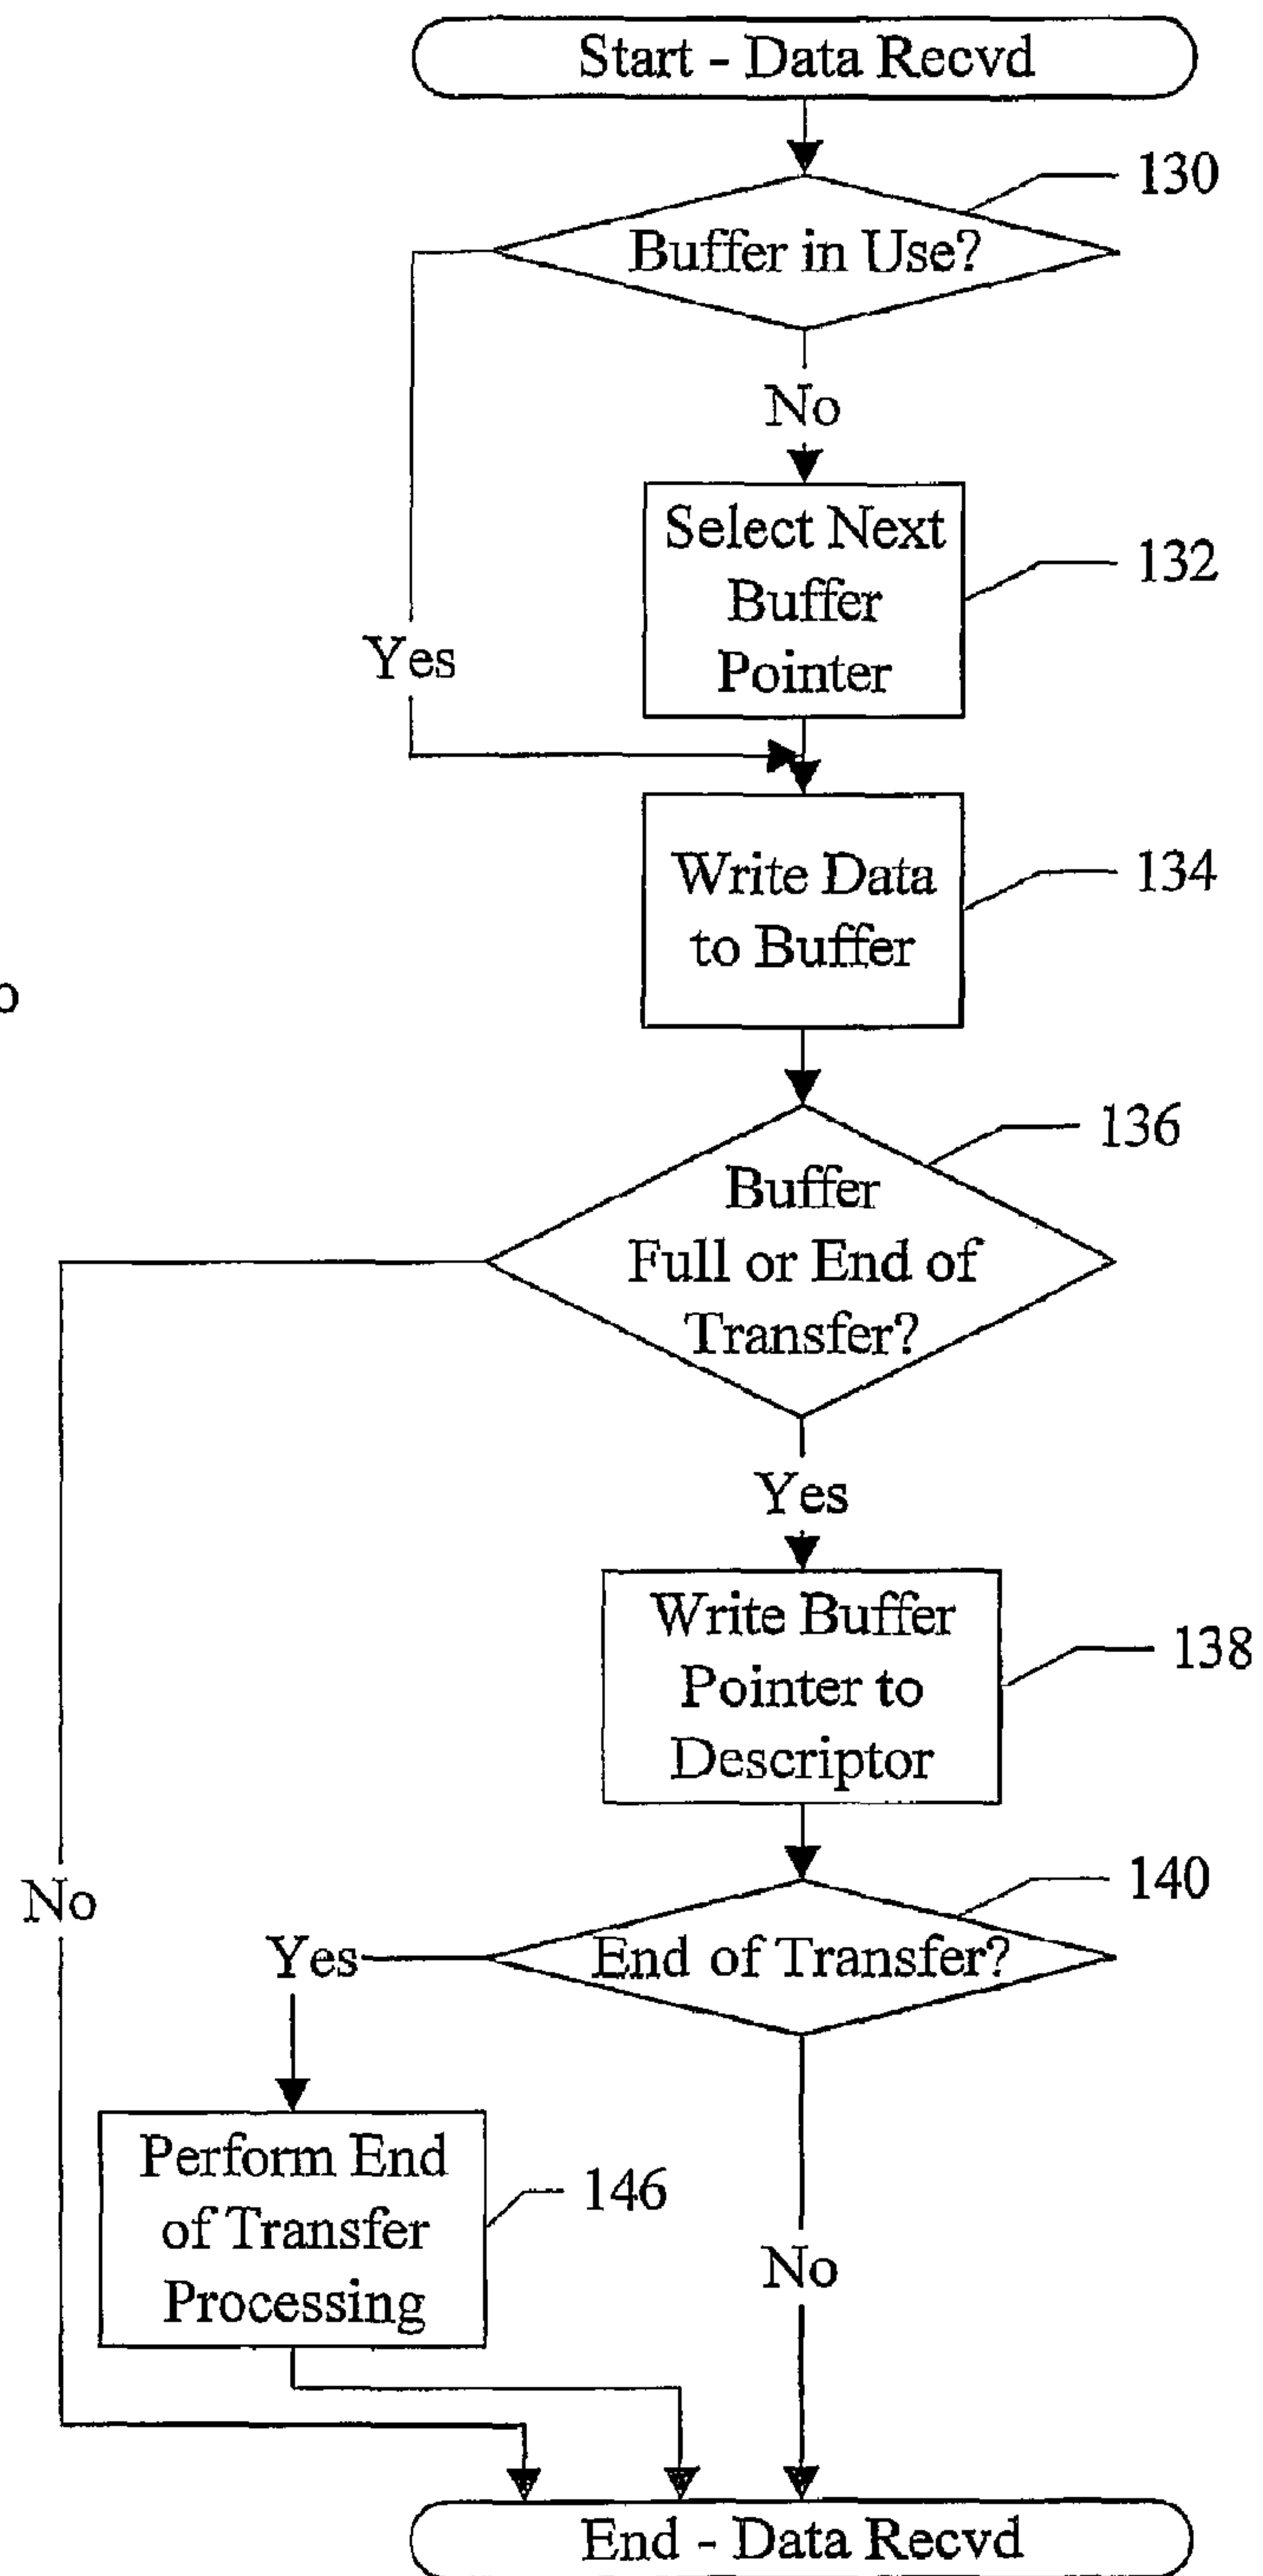 Start - Data Recvd
130
Buffer in Use?
No
Select Next
Buffer
Pointer
132
Yes
Write Data
to Buffer
134
o
136
Buffer
Full or End of
Transfer?
Yes
Write Buffer
Pointer to
Descriptor
138
140
No
Yes
End of Transfer?
Perform End
of Transfer
Processing
146
No
End - Data Recvd